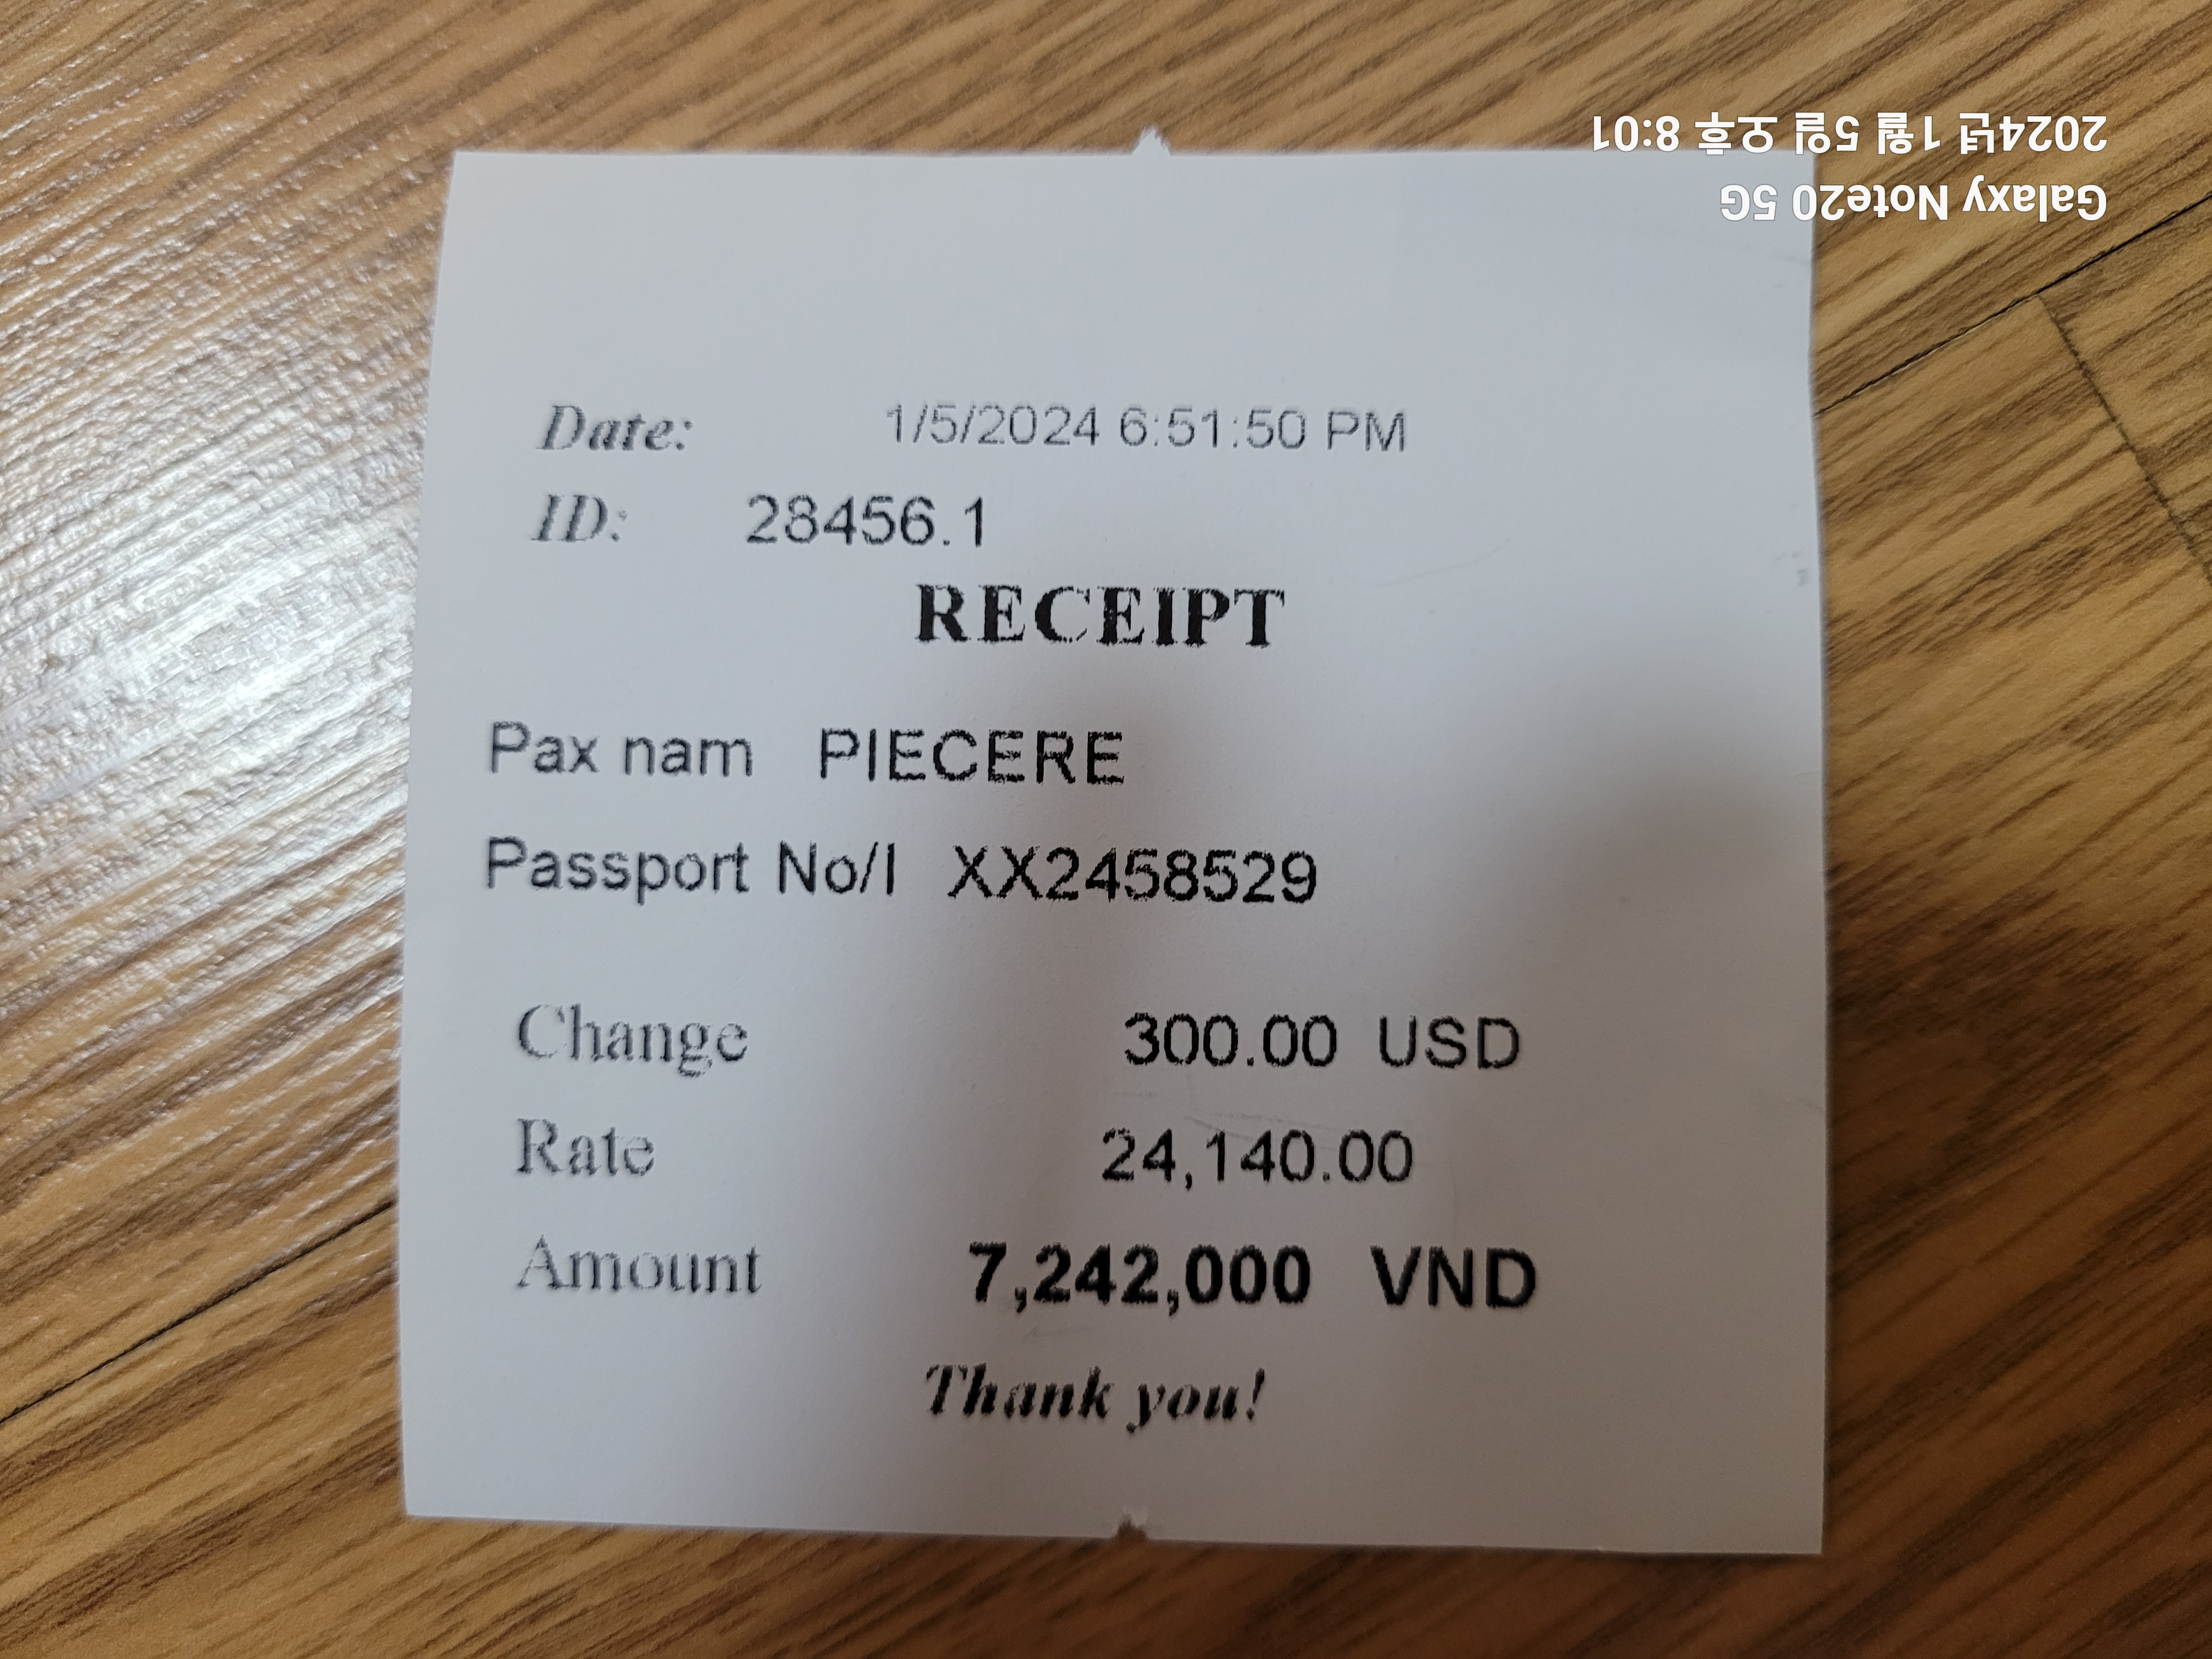 2024년 1월 5일 오후 8:01
Galaxy Note20 5G
Date: 1/5/2024 6:51:50 PM
ID: 28456.1
RECEIPT
Pax nam PIECERE
Passport No/I XX2458529
Change 300.00 USD
Rate 24,140.00
Amount 7,242,000 VND
Thank you!